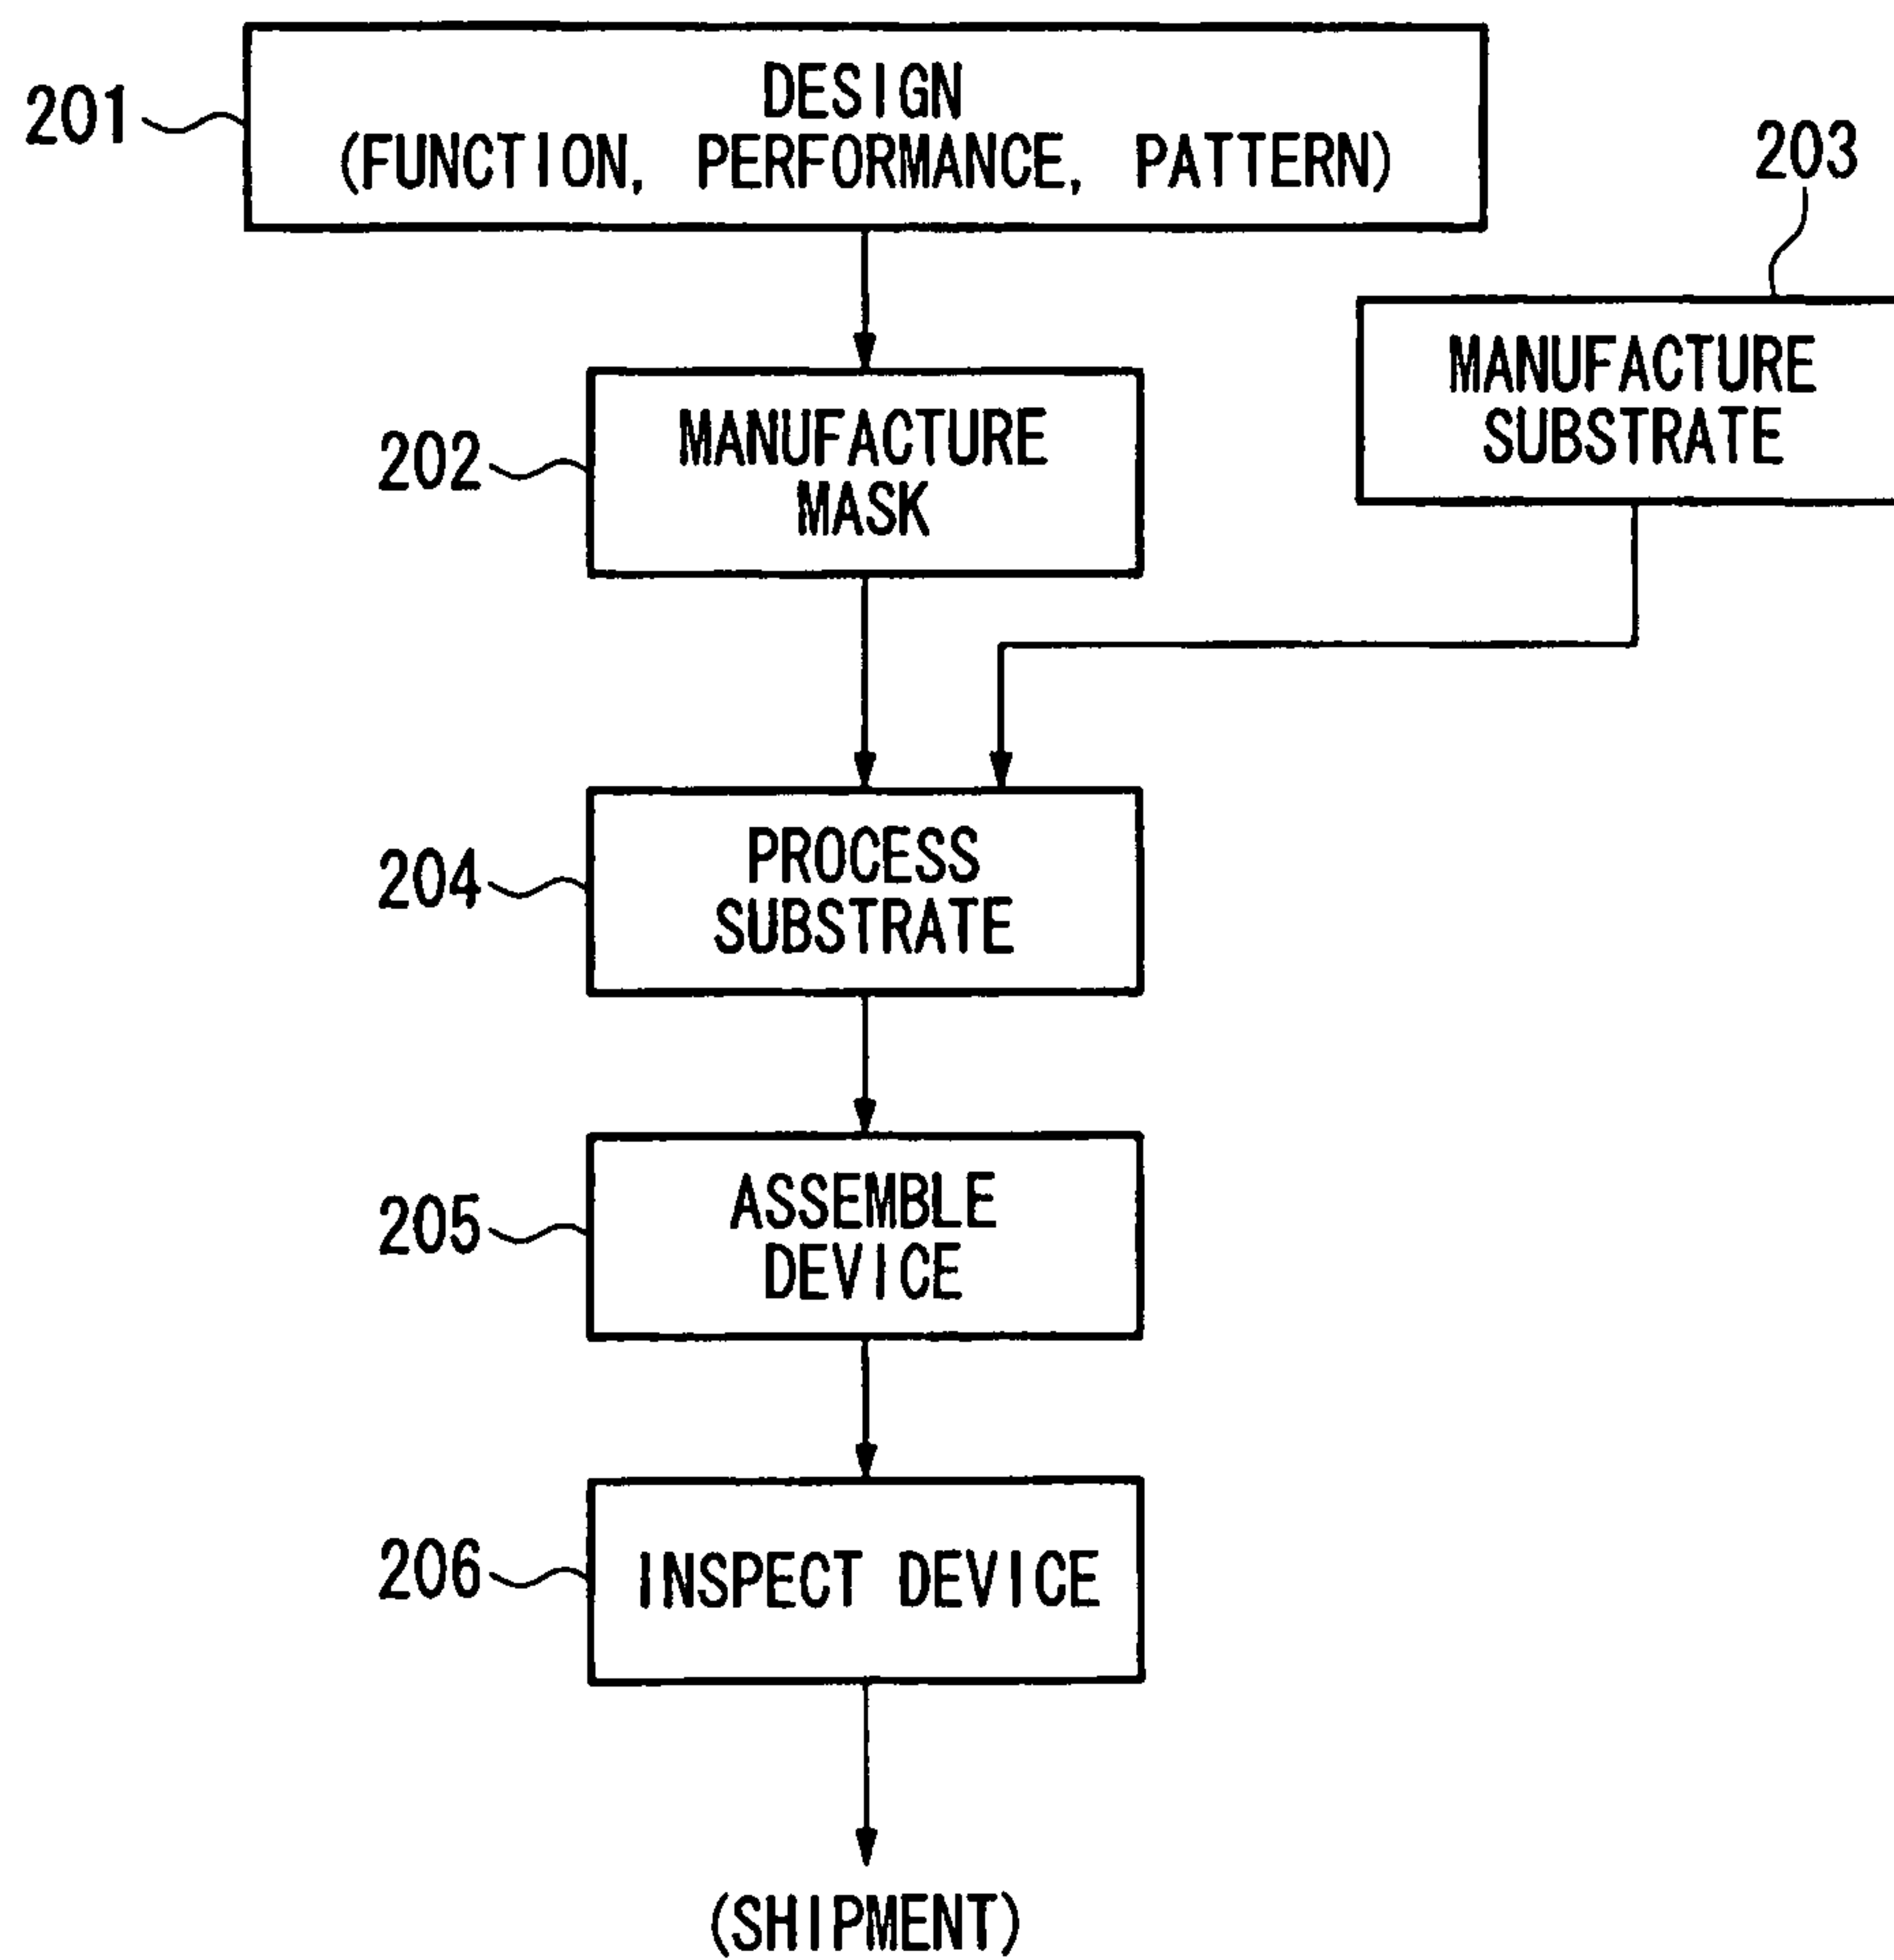 201
DESIGN
(FUNCTION, PERFORMANCE, PATTERN)
203
MANUFACTURE
SUBSTRATE
202
MANUFACTURE
MASK
204
PROCESS
SUBSTRATE
205
ASSEMBLE
DEVICE
206
INSPECT DEVICE
(SHIPMENT)